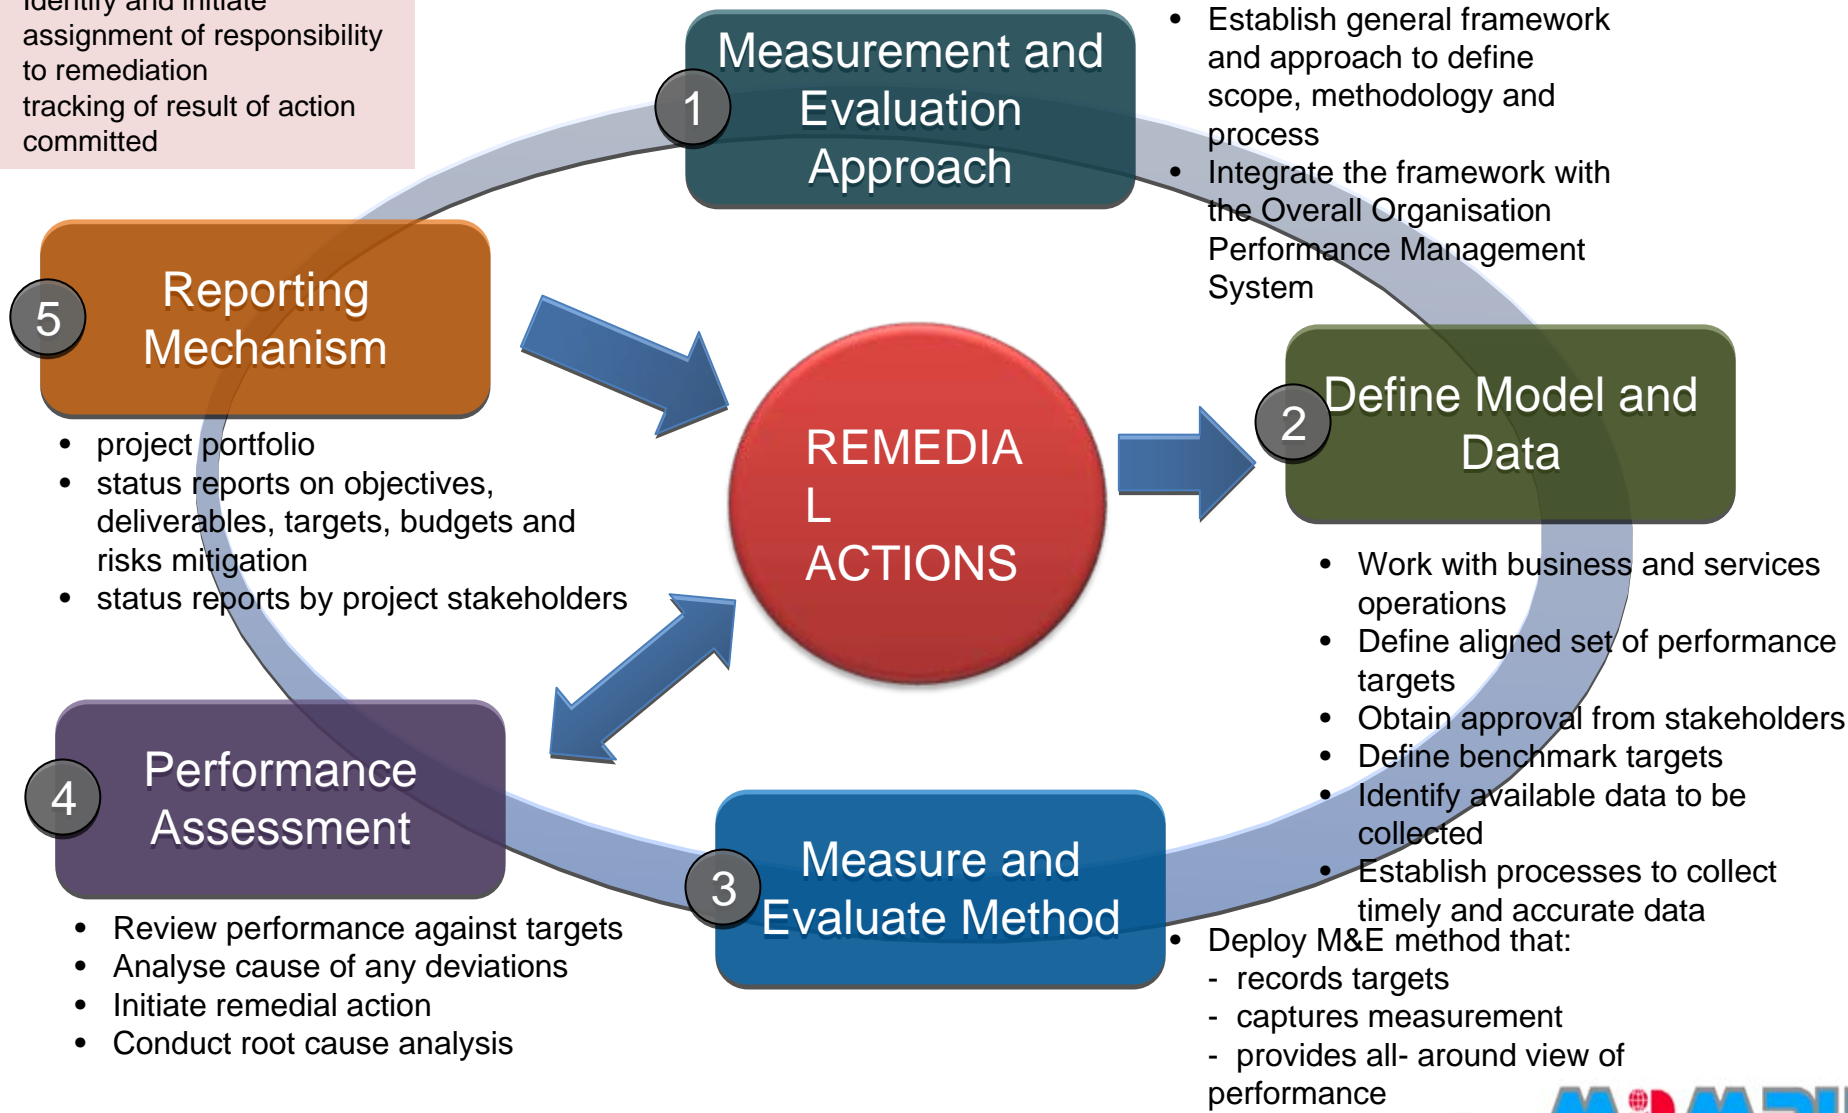 Identify and initiate
assignment of responsibility
to remediation
tracking of result of action
committed
1
Measurement and
Evaluation
Approach
• Establish general framework
and approach to define
scope, methodology and
process
• Integrate the framework with
the Overall Organisation
Performance Management
System
5
Reporting
Mechanism
• project portfolio
• status reports on objectives,
deliverables, targets, budgets and
risks mitigation
• status reports by project stakeholders
REMEDIA
L
ACTIONS
2
Define Model and
Data
• Work with business and services
operations
• Define aligned set of performance
targets
• Obtain approval from stakeholders
• Define benchmark targets
• Identify available data to be
collected
• Establish processes to collect
timely and accurate data
4
Performance
Assessment
• Review performance against targets
• Analyse cause of any deviations
• Initiate remedial action
• Conduct root cause analysis
3
Measure and
Evaluate Method
• Deploy M&E method that:
- records targets
- captures measurement
- provides all- around view of
performance